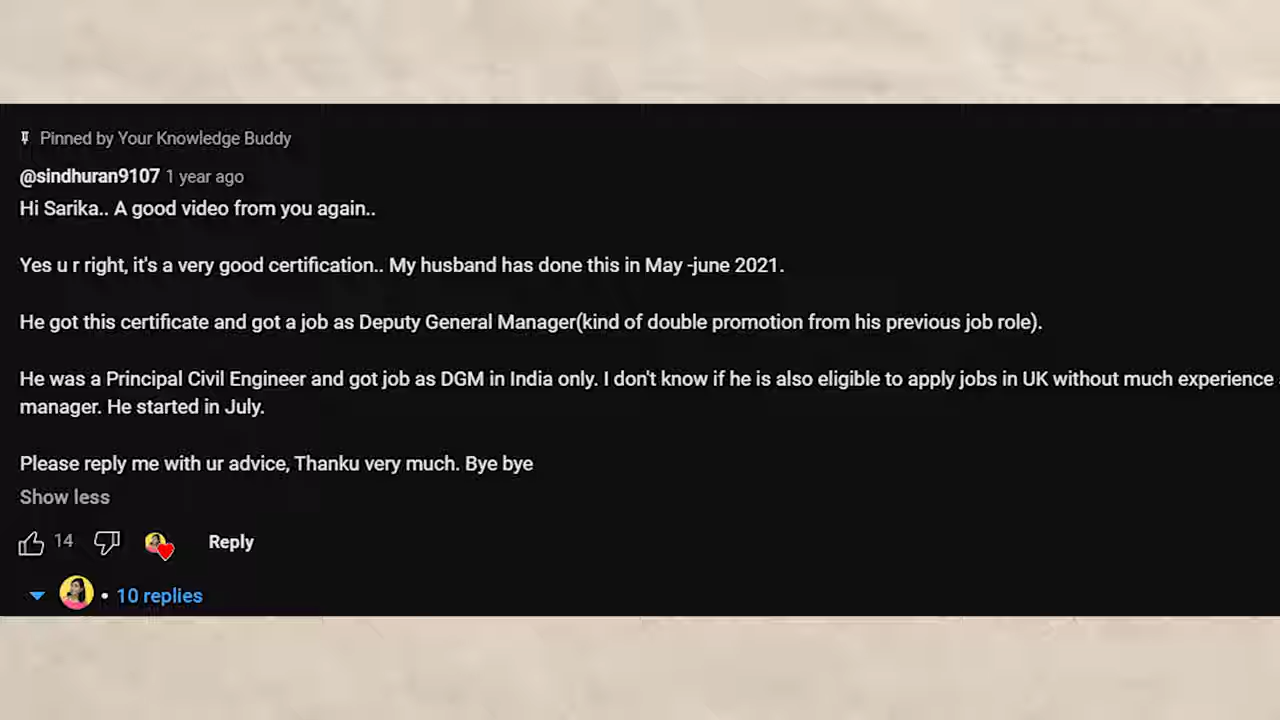 Pinned by Your Knowledge Buddy
@sindhuran9107 1 year ago
Hi Sarika.. A good video from you again..
Yes u r right, it's a very good certification.. My husband has done this in May -june 2021.
He got this certificate and got a job as Deputy General Manager(kind of double promotion from his previous job role).
He was a Principal Civil Engineer and got job as DGM in India only. I don't know if he is also eligible to apply jobs in UK without much experience
manager. He started in July.
Please reply me with ur advice, Thanku very much. Bye bye
Show less
14 Reply
• 10 replies